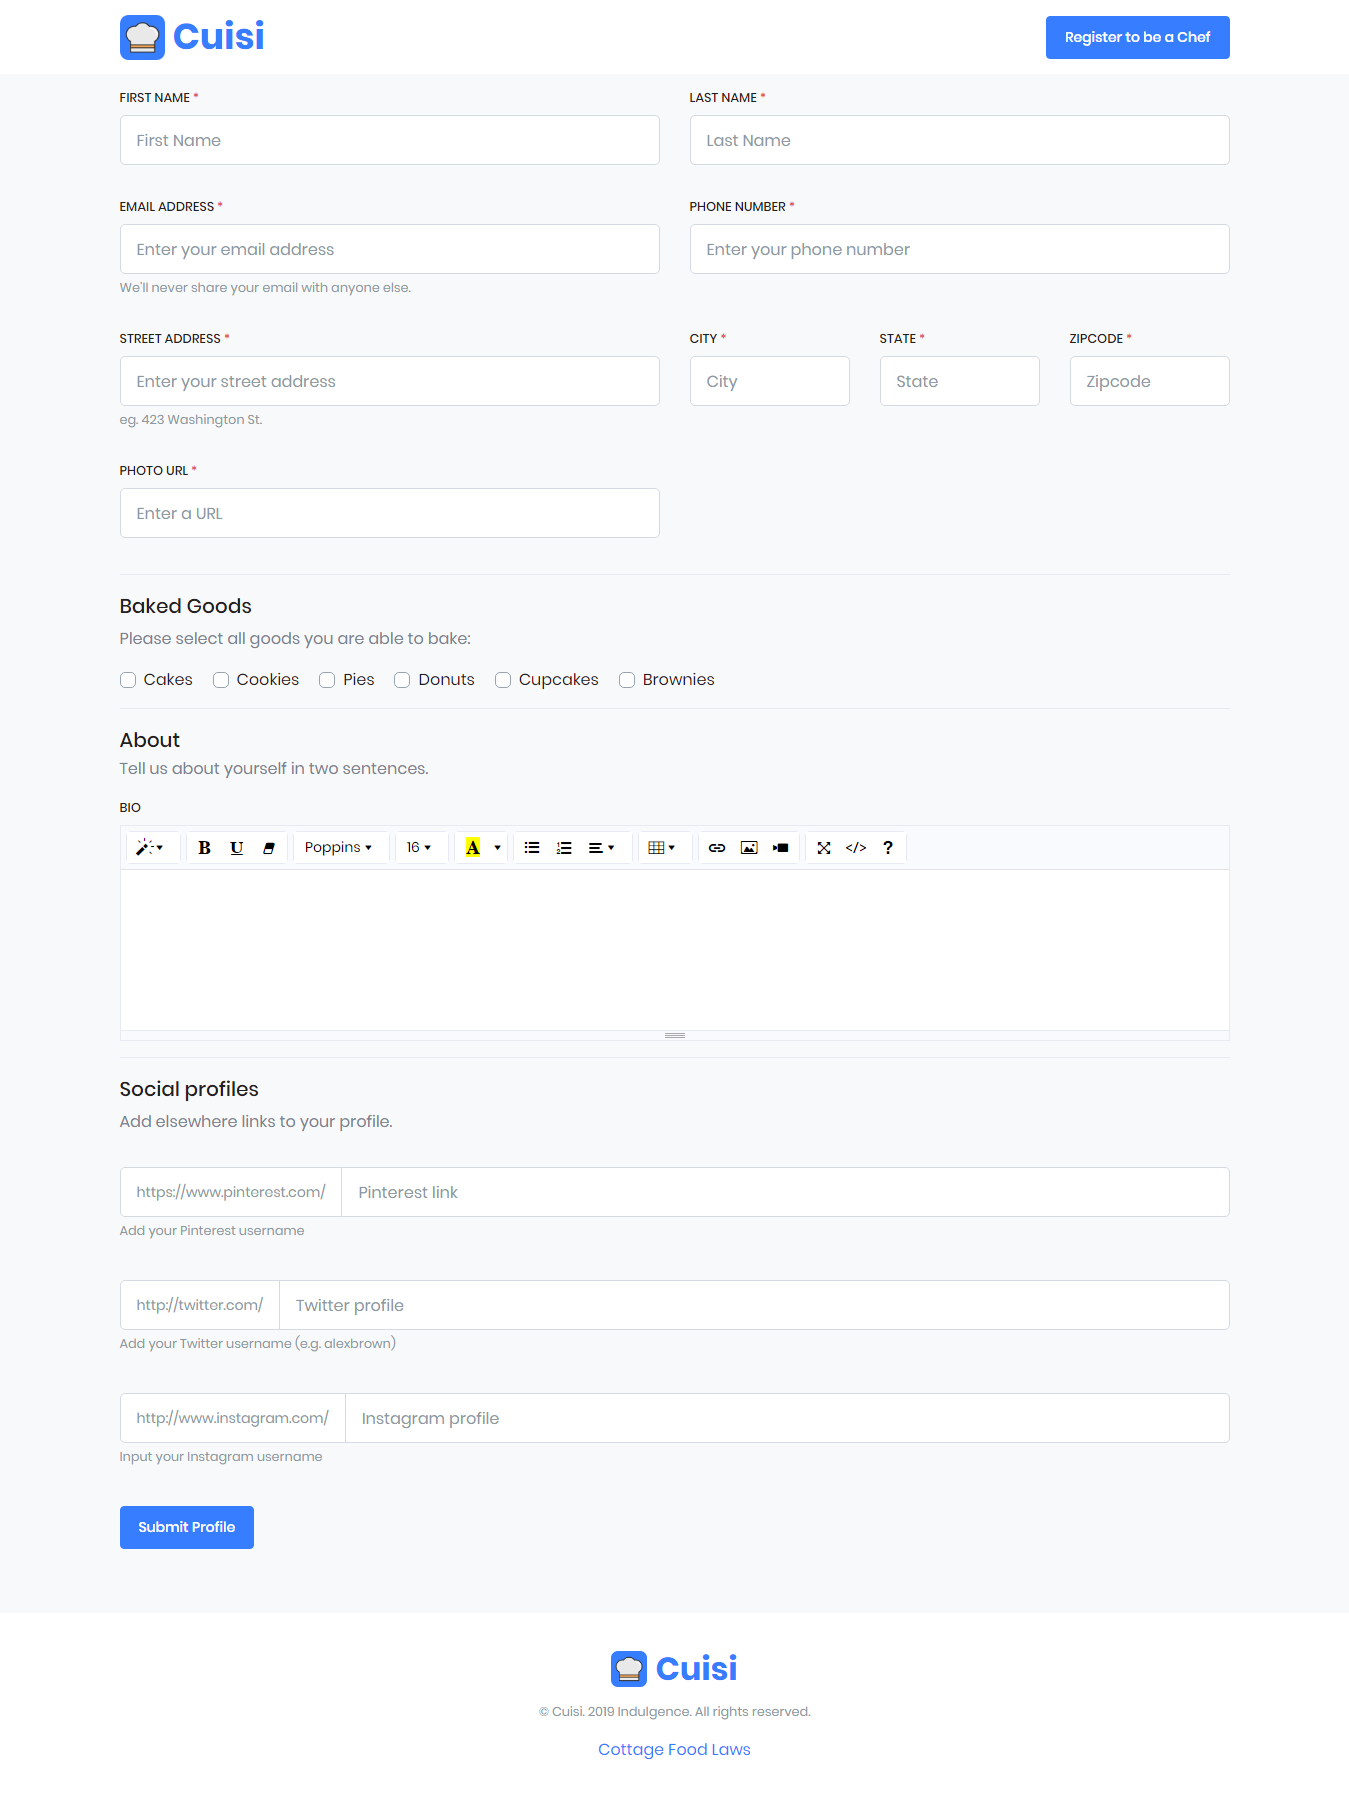 Cuisi
Register to be a Chef
FIRST NAME * LAST NAME *
First Name Last Name
EMAIL ADDRESS * PHONE NUMBER *
Enter your email address Enter your phone number
We'll never share your email with anyone else.
STREET ADDRESS * CITY * STATE * ZIPCODE *
Enter your street address City State Zipcode
eg. 423 Washington St.
PHOTO URL *
Enter a URL
Baked Goods
Please select all goods you are able to bake:
Cakes Cookies Pies Donuts Cupcakes Brownies
About
Tell us about yourself in two sentences.
BIO
B U Poppins 16 A </> ?
Social profiles
Add elsewhere links to your profile.
https://www.pinterest.com/ Pinterest link
Add your Pinterest username
http://twitter.com/ Twitter profile
Add your Twitter username (e.g. alexbrown)
http://www.instagram.com/ Instagram profile
Input your Instagram username
Submit Profile
Cuisi
© Cuisi. 2019 Indulgence. All rights reserved.
Cottage Food Laws